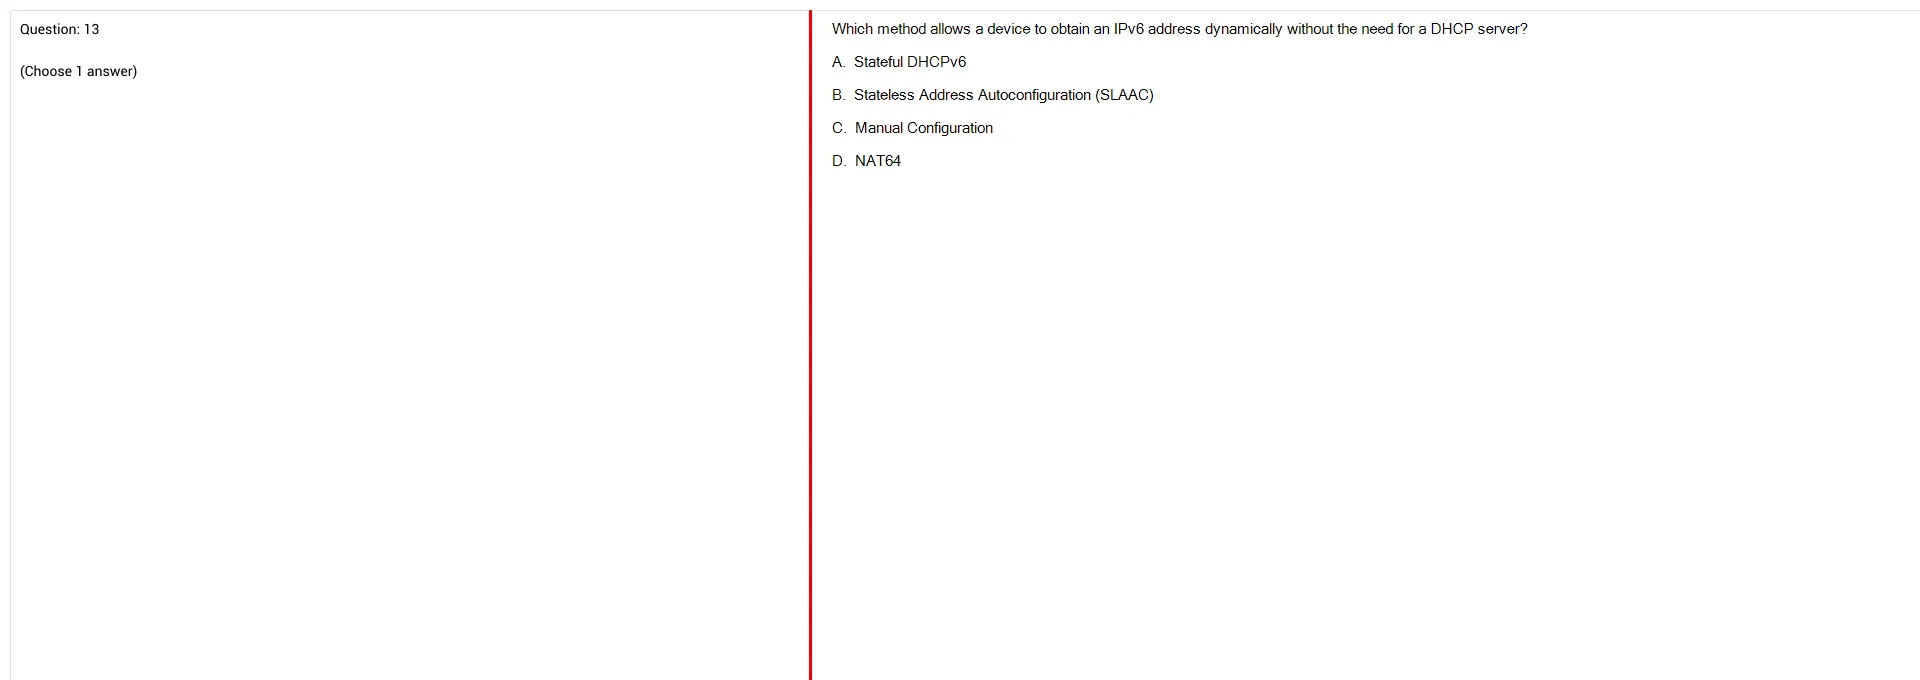 Question: 13
(Choose 1 answer)
Which method allows a device to obtain an IPv6 address dynamically without the need for a DHCP server?
A. Stateful DHCPv6
B. Stateless Address Autoconfiguration (SLAAC)
C. Manual Configuration
D. NAT64